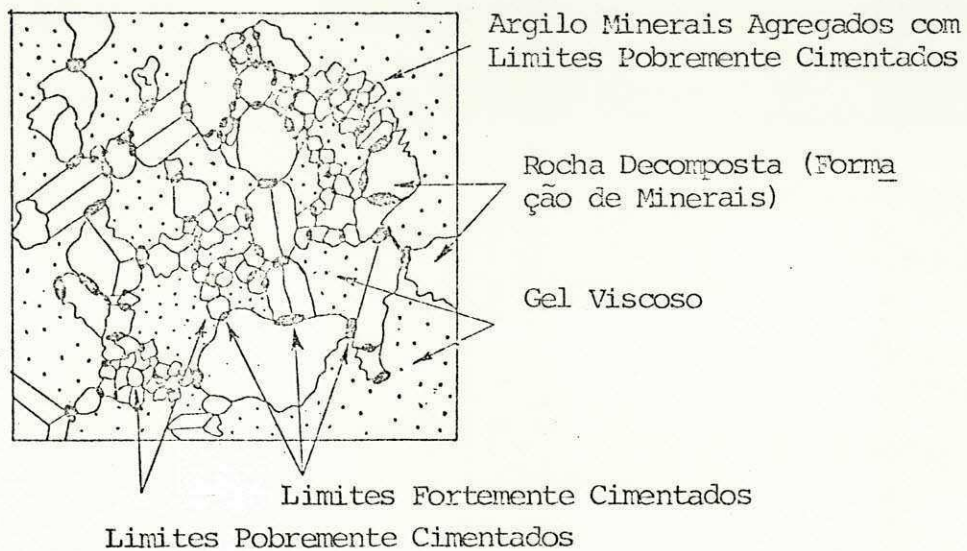 Argilo Minerais Agregados com
Limites Pobremente Cimentados
Rocha Decomposta (Forma
ção de Minerais)
Gel Viscoso
Limites Fortemente Cimentados
Limites Pobremente Cimentados